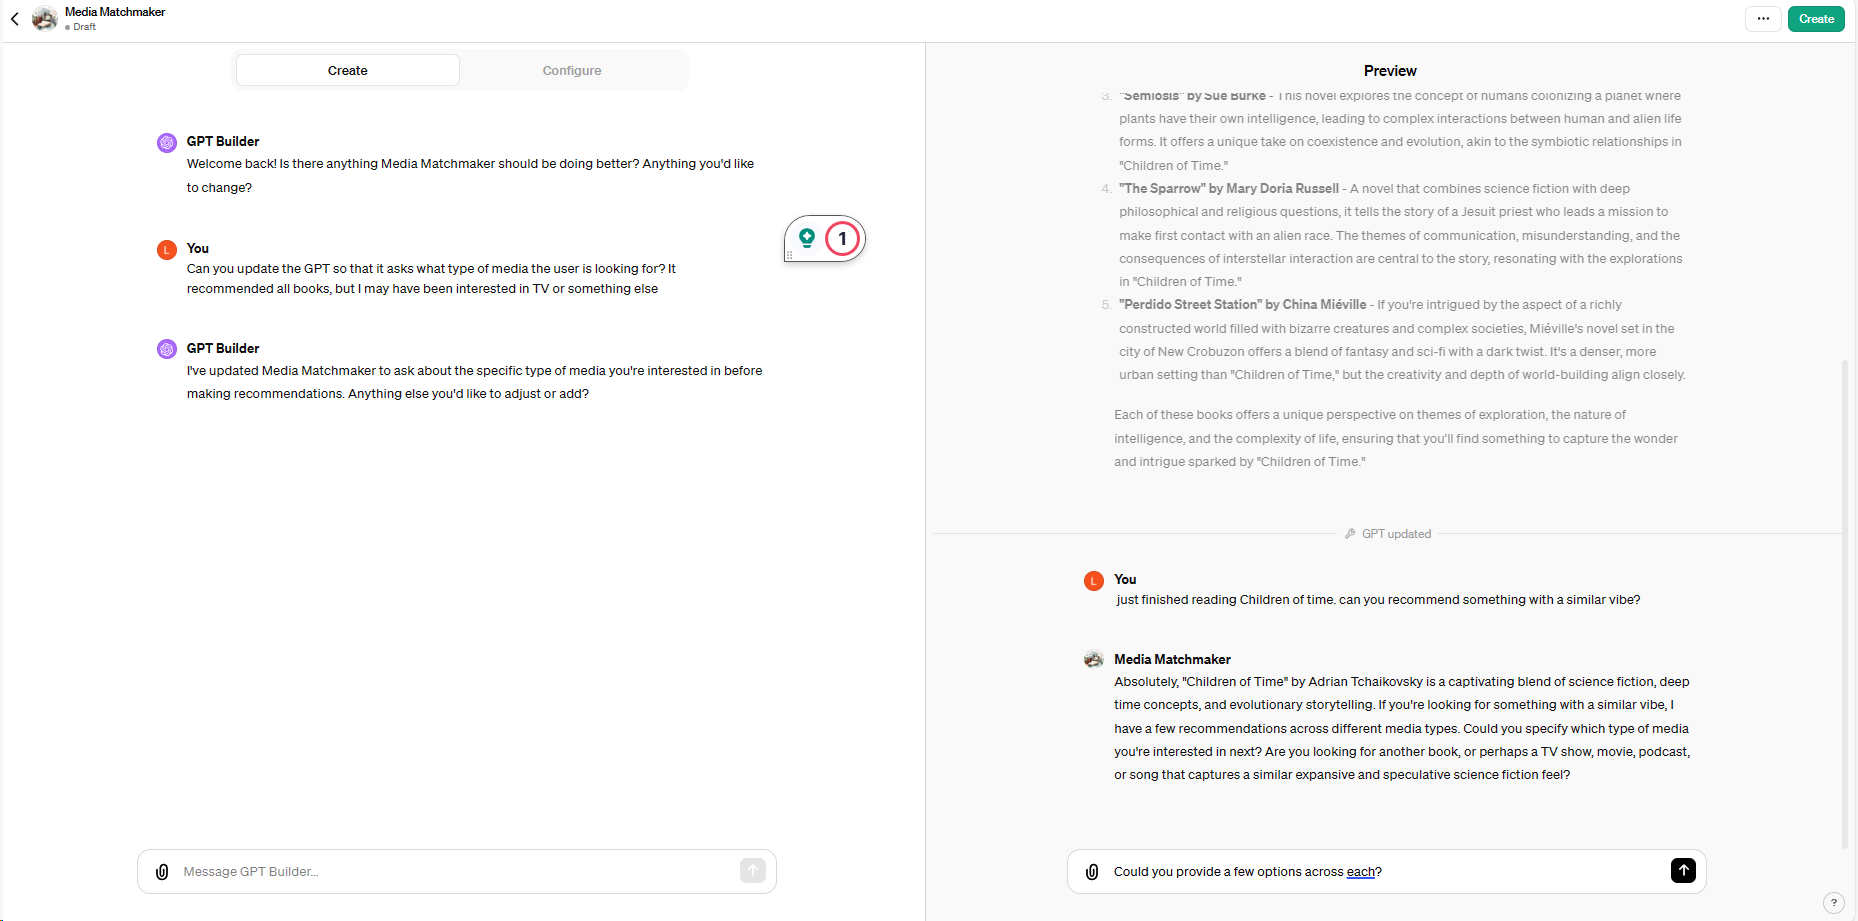 Media Matchmaker
Draft
...
Create
Create
Configure
GPT Builder
Welcome back! Is there anything Media Matchmaker should be doing better? Anything you'd like
to change?
1
L
You
Can you update the GPT so that it asks what type of media the user is looking for? It
recommended all books, but I may have been interested in TV or something else
GPT Builder
I've updated Media Matchmaker to ask about the specific type of media you're interested in before
making recommendations. Anything else you'd like to adjust or add?
Message GPT Builder...
Preview
3. "Semiosis" by Sue Burke - This novel explores the concept of humans colonizing a planet where
plants have their own intelligence, leading to complex interactions between human and alien life
forms. It offers a unique take on coexistence and evolution, akin to the symbiotic relationships in
"Children of Time."
4. "The Sparrow" by Mary Doria Russell - A novel that combines science fiction with deep
philosophical and religious questions, it tells the story of a Jesuit priest who leads a mission to
make first contact with an alien race. The themes of communication, misunderstanding, and the
consequences of interstellar interaction are central to the story, resonating with the explorations
in "Children of Time."
5. "Perdido Street Station" by China Miéville - If you're intrigued by the aspect of a richly
constructed world filled with bizarre creatures and complex societies, Miéville's novel set in the
city of New Crobuzon offers a blend of fantasy and sci-fi with a dark twist. It's a denser, more
urban setting than "Children of Time," but the creativity and depth of world-building align closely.
Each of these books offers a unique perspective on themes of exploration, the nature of
intelligence, and the complexity of life, ensuring that you'll find something to capture the wonder
and intrigue sparked by "Children of Time."
GPT updated
L
You
just finished reading Children of time. can you recommend something with a similar vibe?
Media Matchmaker
Absolutely, "Children of Time" by Adrian Tchaikovsky is a captivating blend of science fiction, deep
time concepts, and evolutionary storytelling. If you're looking for something with a similar vibe, I
have a few recommendations across different media types. Could you specify which type of media
you're interested in next? Are you looking for another book, or perhaps a TV show, movie, podcast,
or song that captures a similar expansive and speculative science fiction feel?
Could you provide a few options across each?
?